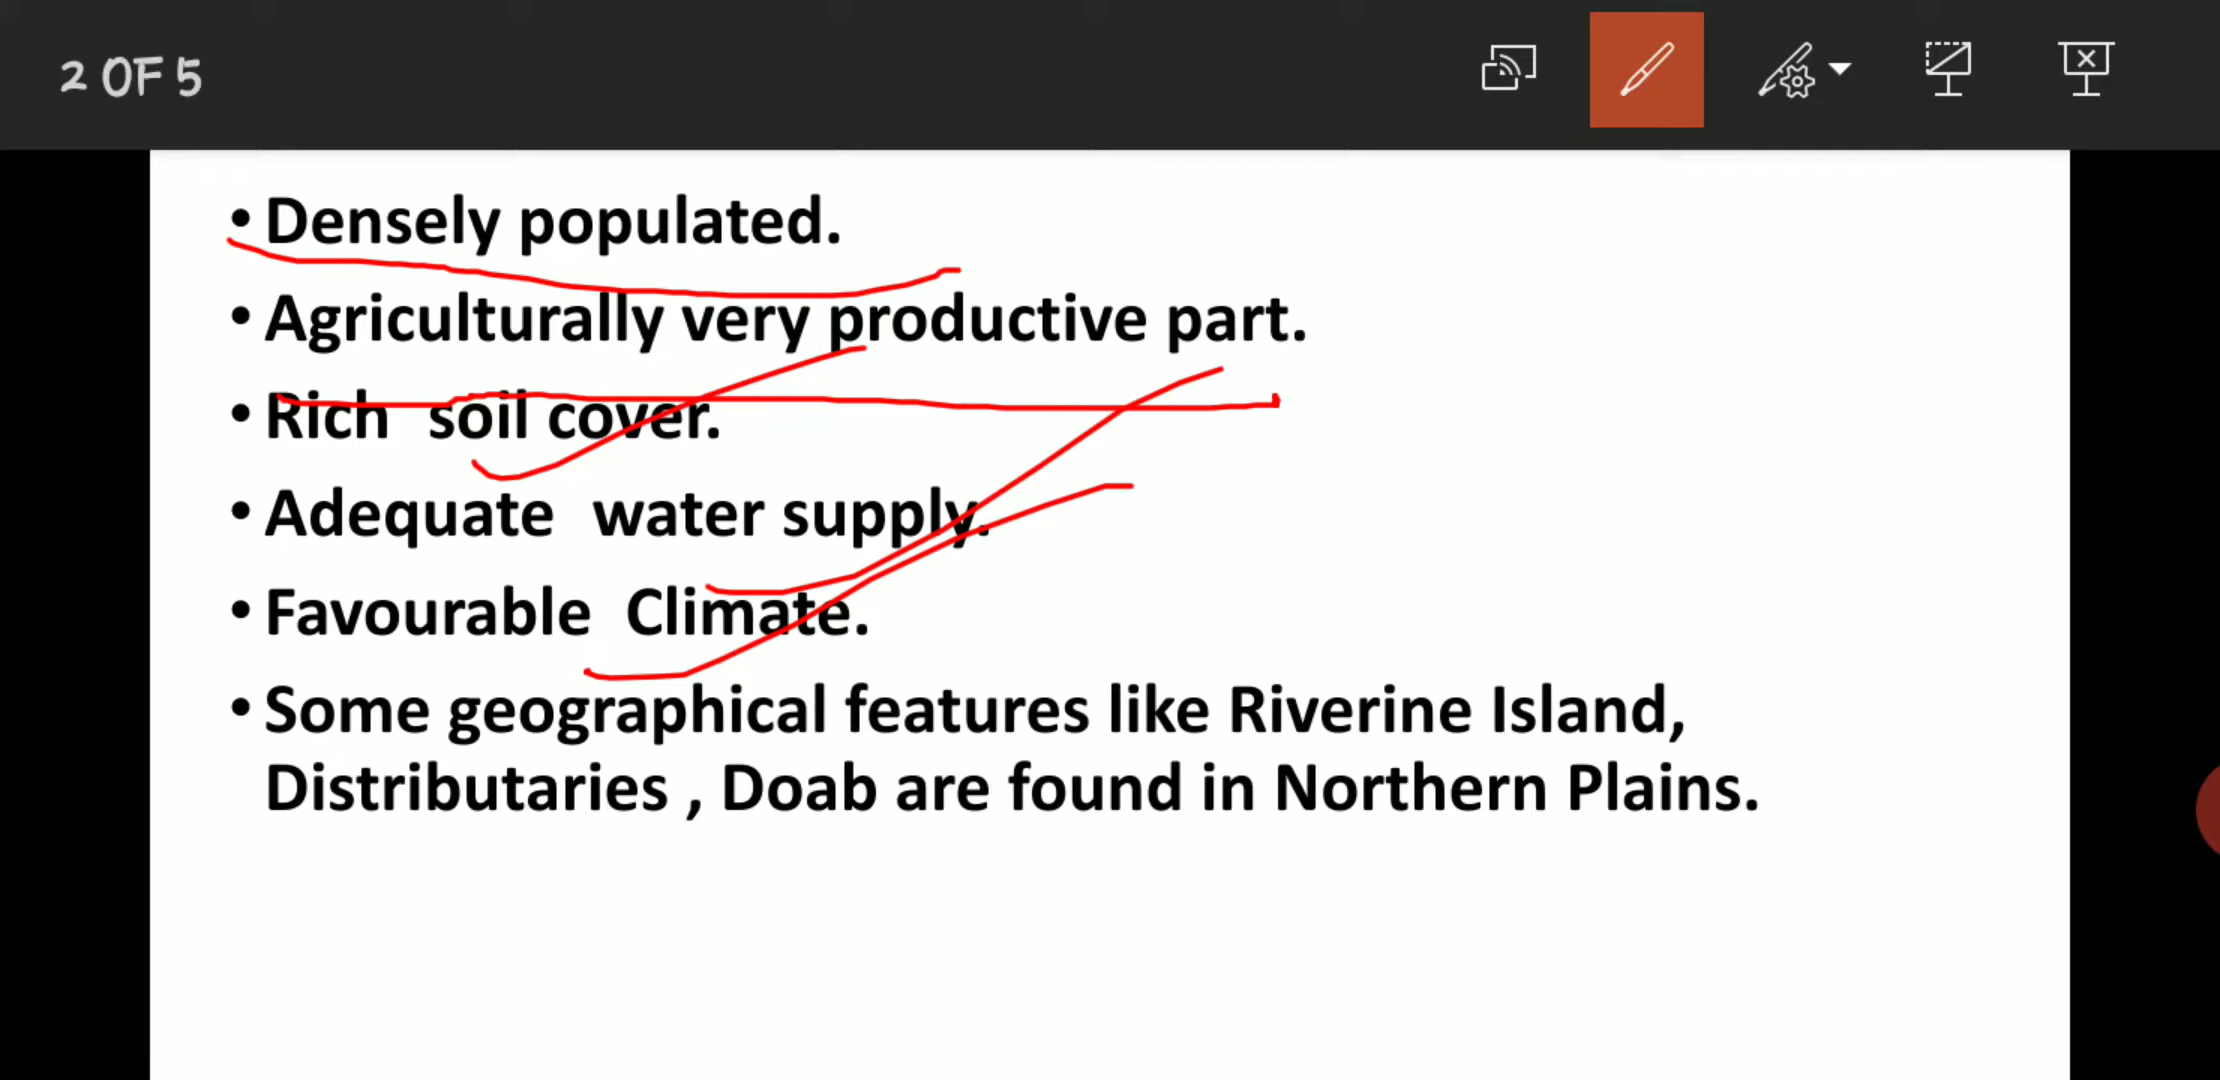 2 OF 5
• Densely populated.
• Agriculturally very productive part.
• Rich soil cover.
• Adequate water supply.
• Favourable Climate.
• Some geographical features like Riverine Island,
Distributaries , Doab are found in Northern Plains.